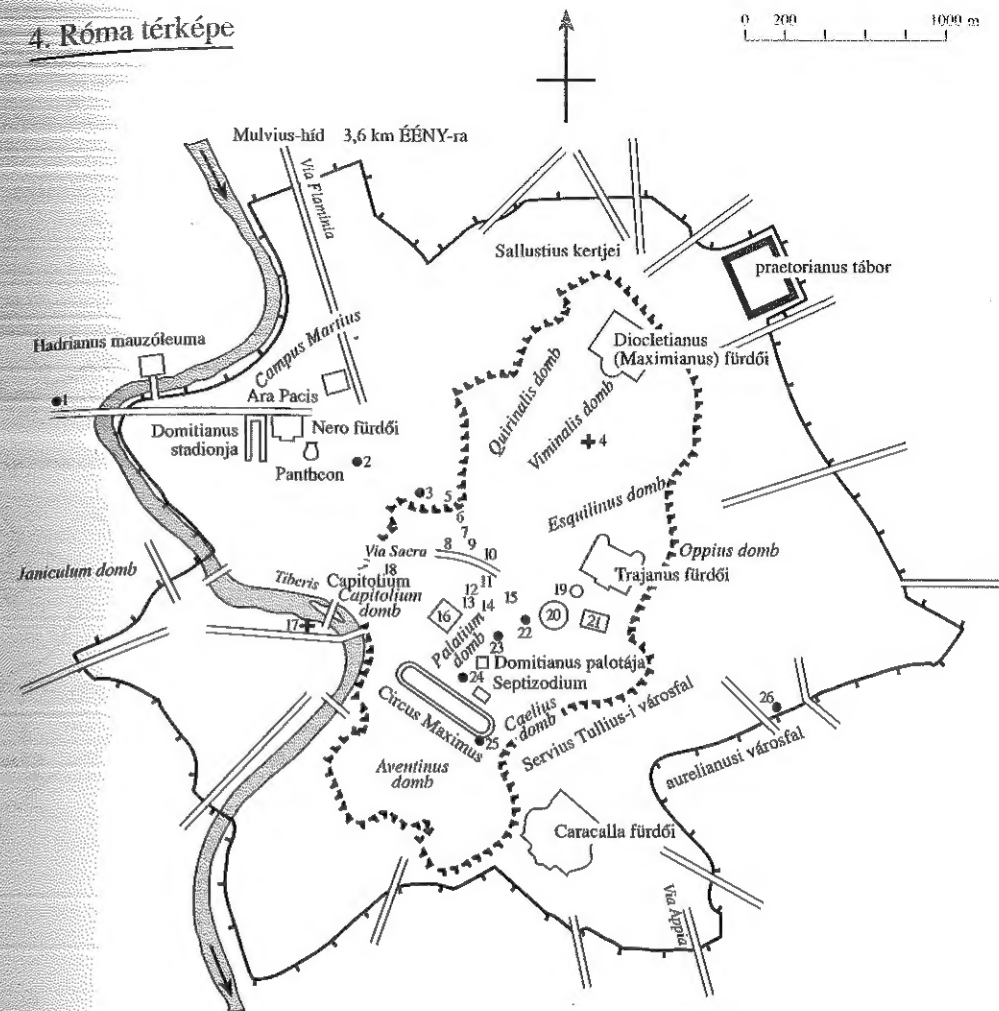 4. Róma térképe
0 200 1000 m
Mulvius-híd 3,6 km ÉÉNY-ra
Via Flaminia
Sallustius kertjei
praetorianus tábor
Hadrianus mauzóleuma
Campus Martius
Diocletianus
(Maximianus) fürdői
Quirinalis domb
Viminalis domb
1
Ara Pacis
Domitianus
stadionja
Nero fürdői
Pantheon
2
4
3
5
6
7
8
9
10
Esquilinus domb
Oppius domb
Via Sacra
18
Janiculum domb
Tiberis
Capitolium
Capitolium
domb
Trajanus fürdői
11
12
13
14
15
16
19
20
21
22
17
Palatium
domb
23
Domitianus palotája
24
Septizodium
Circus Maximus
25
Caelius
domb
Servius Tullius-i városfal
26
aurelianusi városfal
Aventinus
domb
Caracalla fürdői
Via Appia